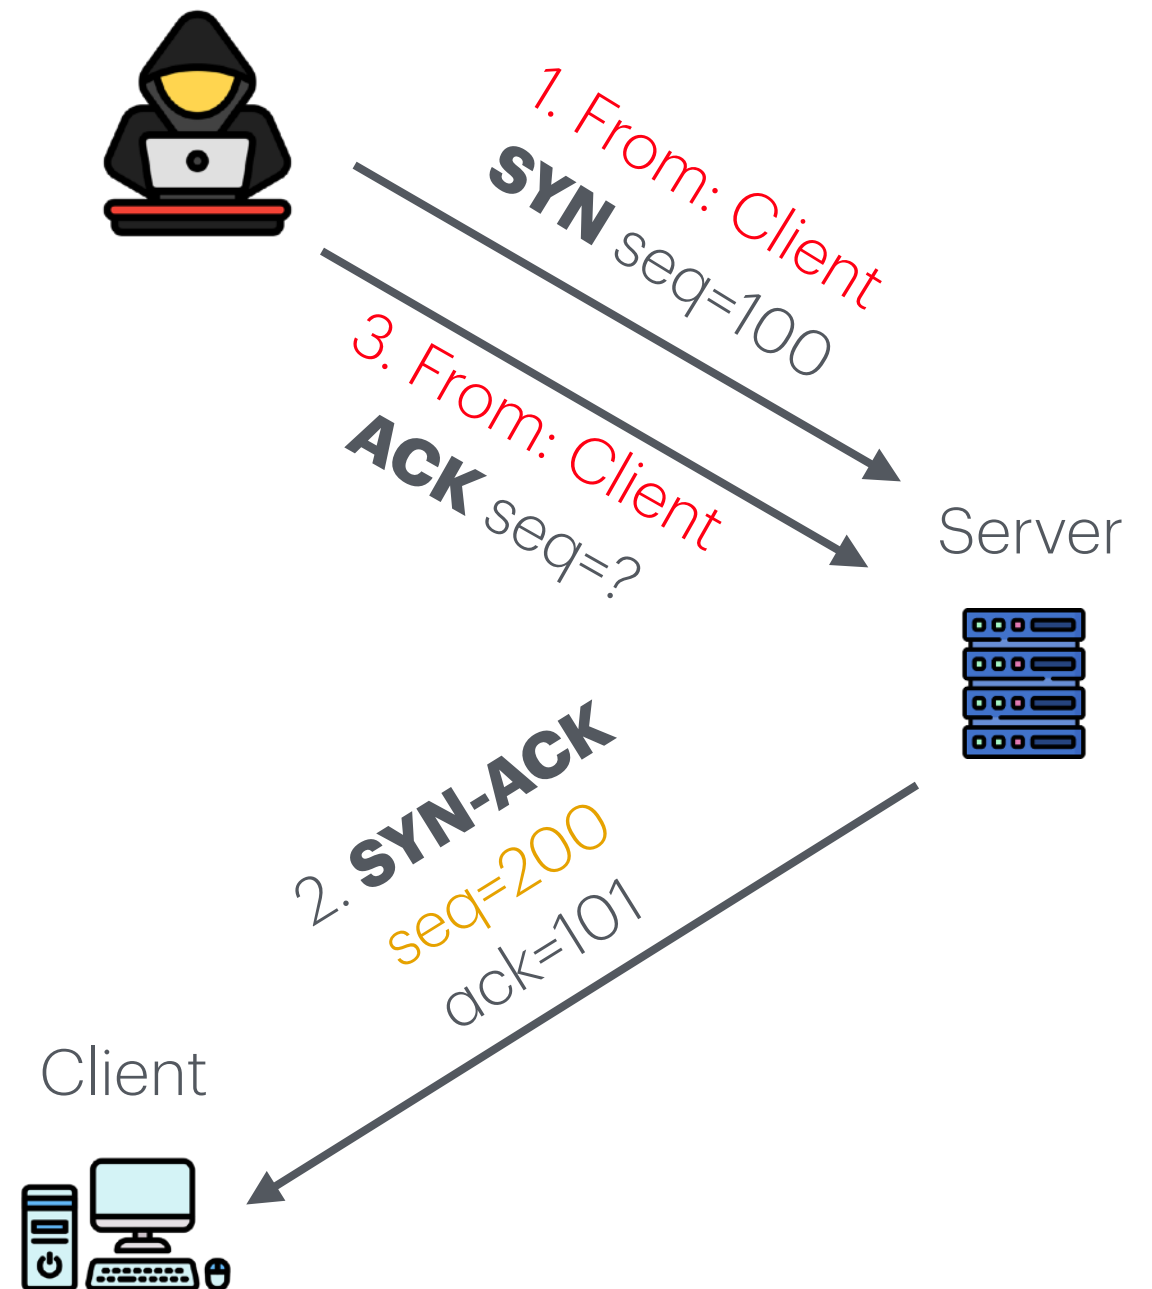 1. From: Client
SYN seq=100
3. From: Client
ACK seq=?
Server
2. SYN-ACK
seq=200
ack=101
Client